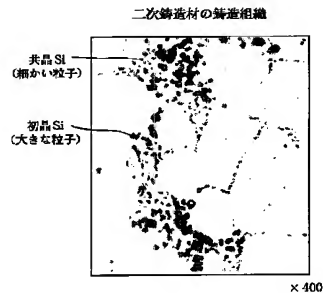 二次鋳造材の鋳造組織
共晶Si
(細かい粒子)
初晶Si
(大きな粒子)
×400